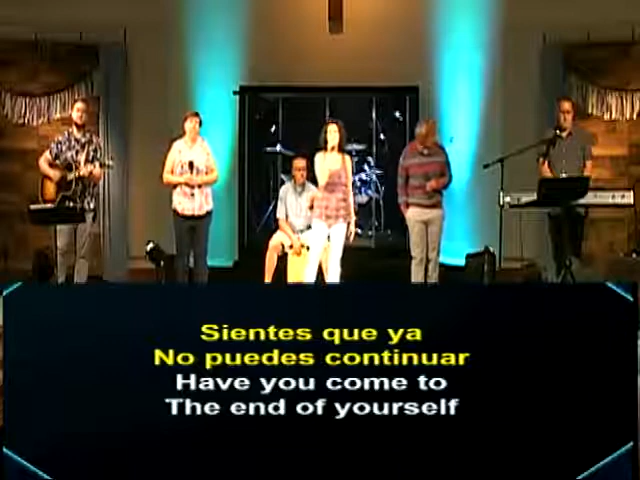 Sientes que ya
No puedes continuar
Have you come to
The end of yourself